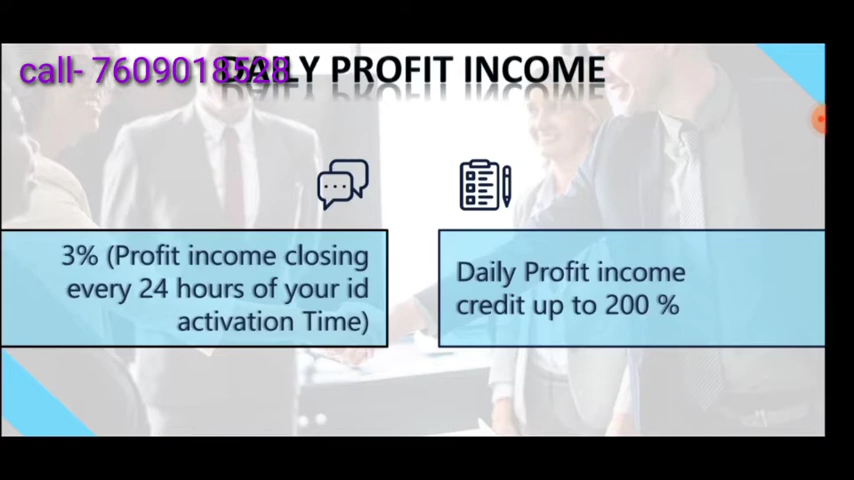 call- 7609018528
DAILY PROFIT INCOME
3% (Profit income closing
every 24 hours of your id
activation Time)
Daily Profit income
credit up to 200 %